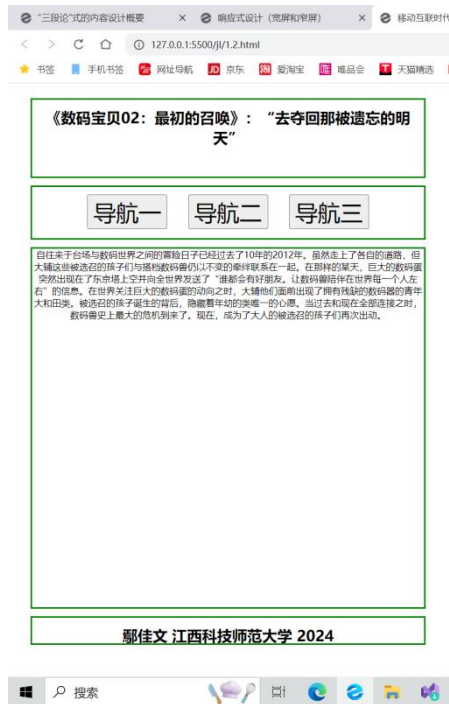 "三段论"式的内容设计概要 × 响应式设计（宽屏和窄屏） × 移动互联时代
127.0.0.1:5500/jl/1.2.html
书签 手机书签 网址导航 JD 京东 爱淘宝 唯品会 天猫精选
《数码宝贝02：最初的召唤》：“去夺回那被遗忘的明
天”
导航一 导航二 导航三
自往来于台场与数码世界之间的冒险日子已经过去了10年的2012年。虽然走上了各自的道路，但
大辅这些被选召的孩子们与搭档数码兽仍以不变的牵绊联系在一起。在那样的某天，巨大的数码蛋
突然出现在了东京塔上空并向全世界发送了“谁都会有好朋友。让数码兽陪伴在世界每一个人左
右”的信息。在世界关注巨大的数码蛋的动向之时，大辅他们面前出现了拥有残缺的数码器的青年
大和田类。被选召的孩子诞生的背后，隐藏着年幼的类唯一的心愿。当过去和现在全部连接之时，
数码兽史上最大的危机到来了。现在，成为了大人的被选召的孩子们再次出动。
鄢佳文 江西科技师范大学 2024
搜索